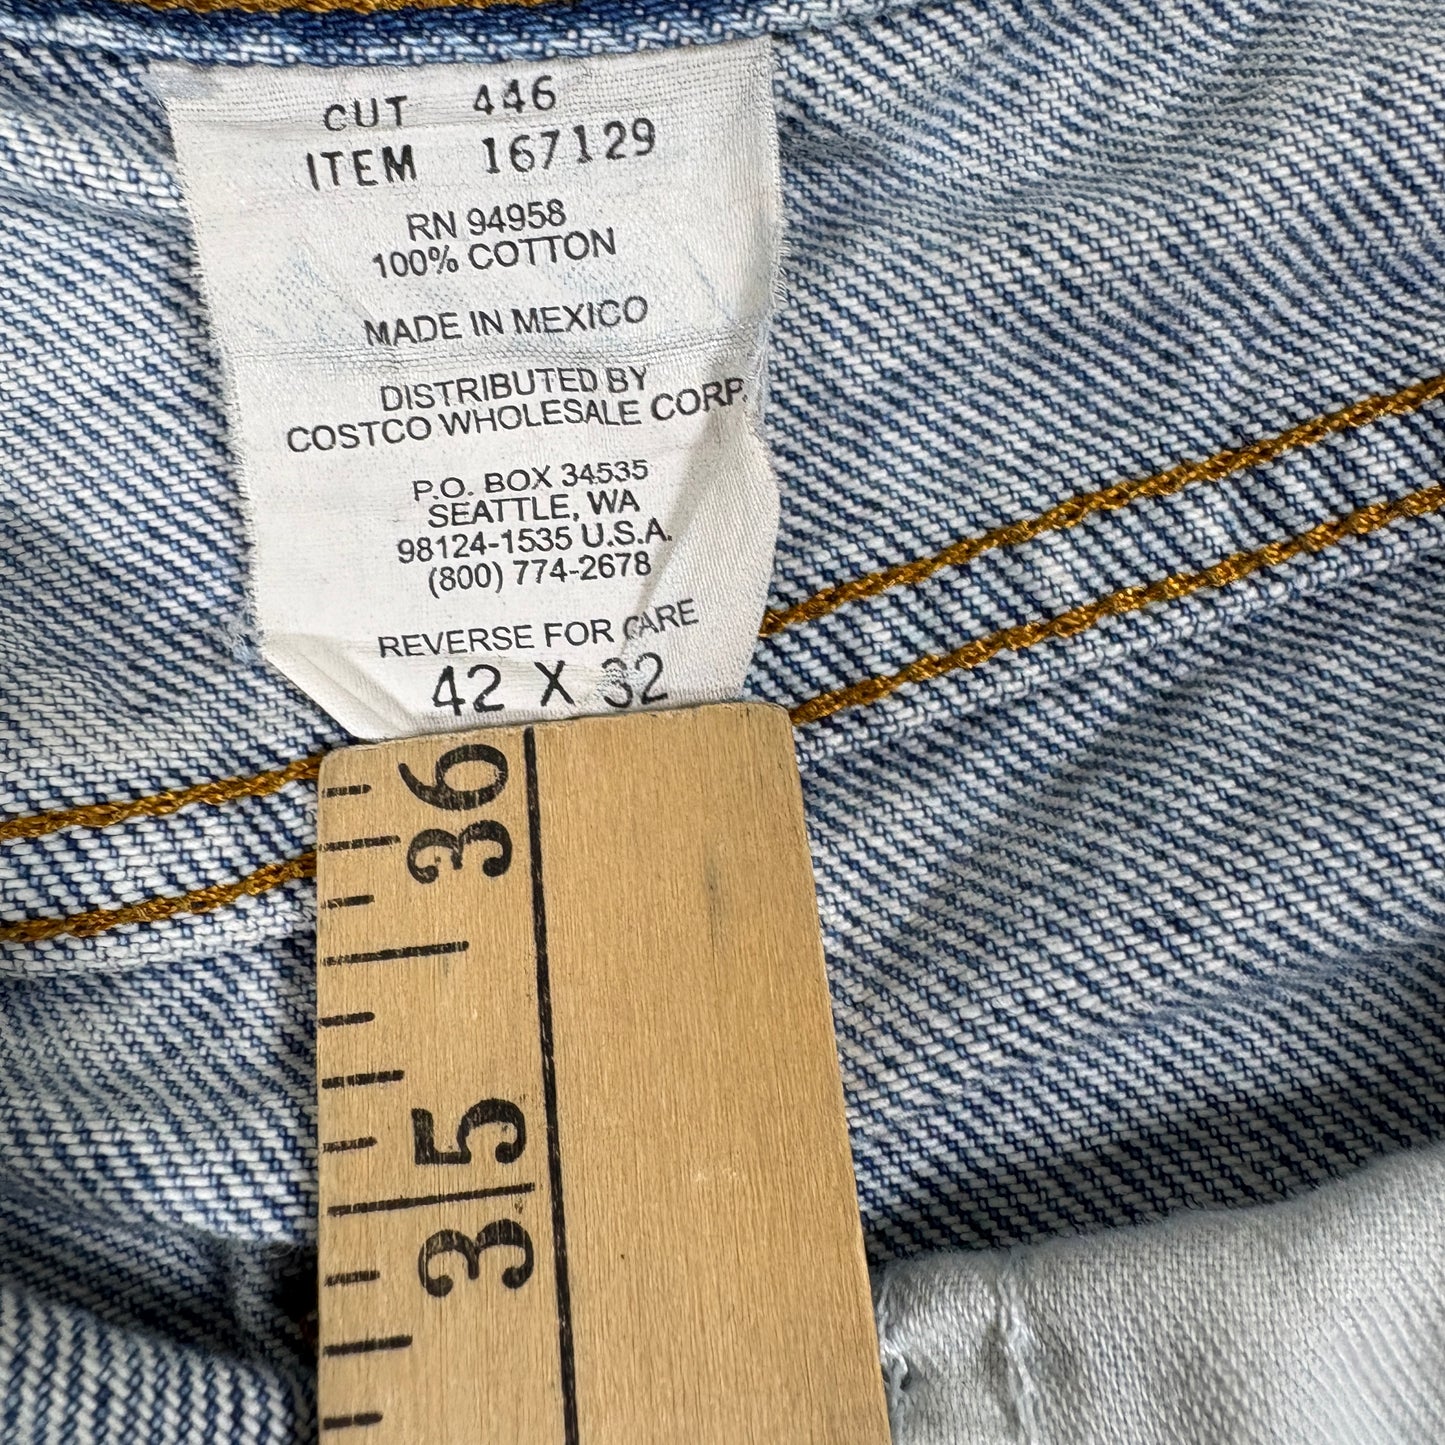 CUT 446
ITEM 167129
RN 94958
100% COTTON
MADE IN MEXICO
DISTRIBUTED BY
COSTCO WHOLESALE CORP.
P.O. BOX 34535
SEATTLE, WA
98124-1535 U.S.A.
(800) 774-2678
REVERSE FOR CARE
42 X 32
36
35